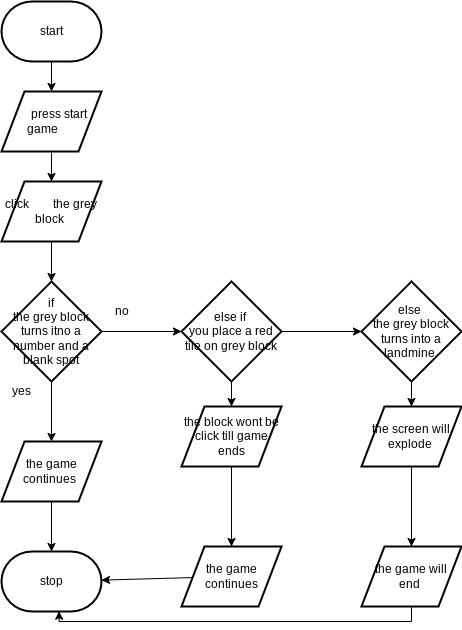 start
press start
game
click the grey
block
if
the grey block
turns itno a
number and a
blank spot
no
else if
you place a red
tile on grey block
else
the grey block
turns into a
landmine
yes
the block wont be
click till game
ends
the screen will
explode
the game
continues
the game
continues
the game will
end
stop